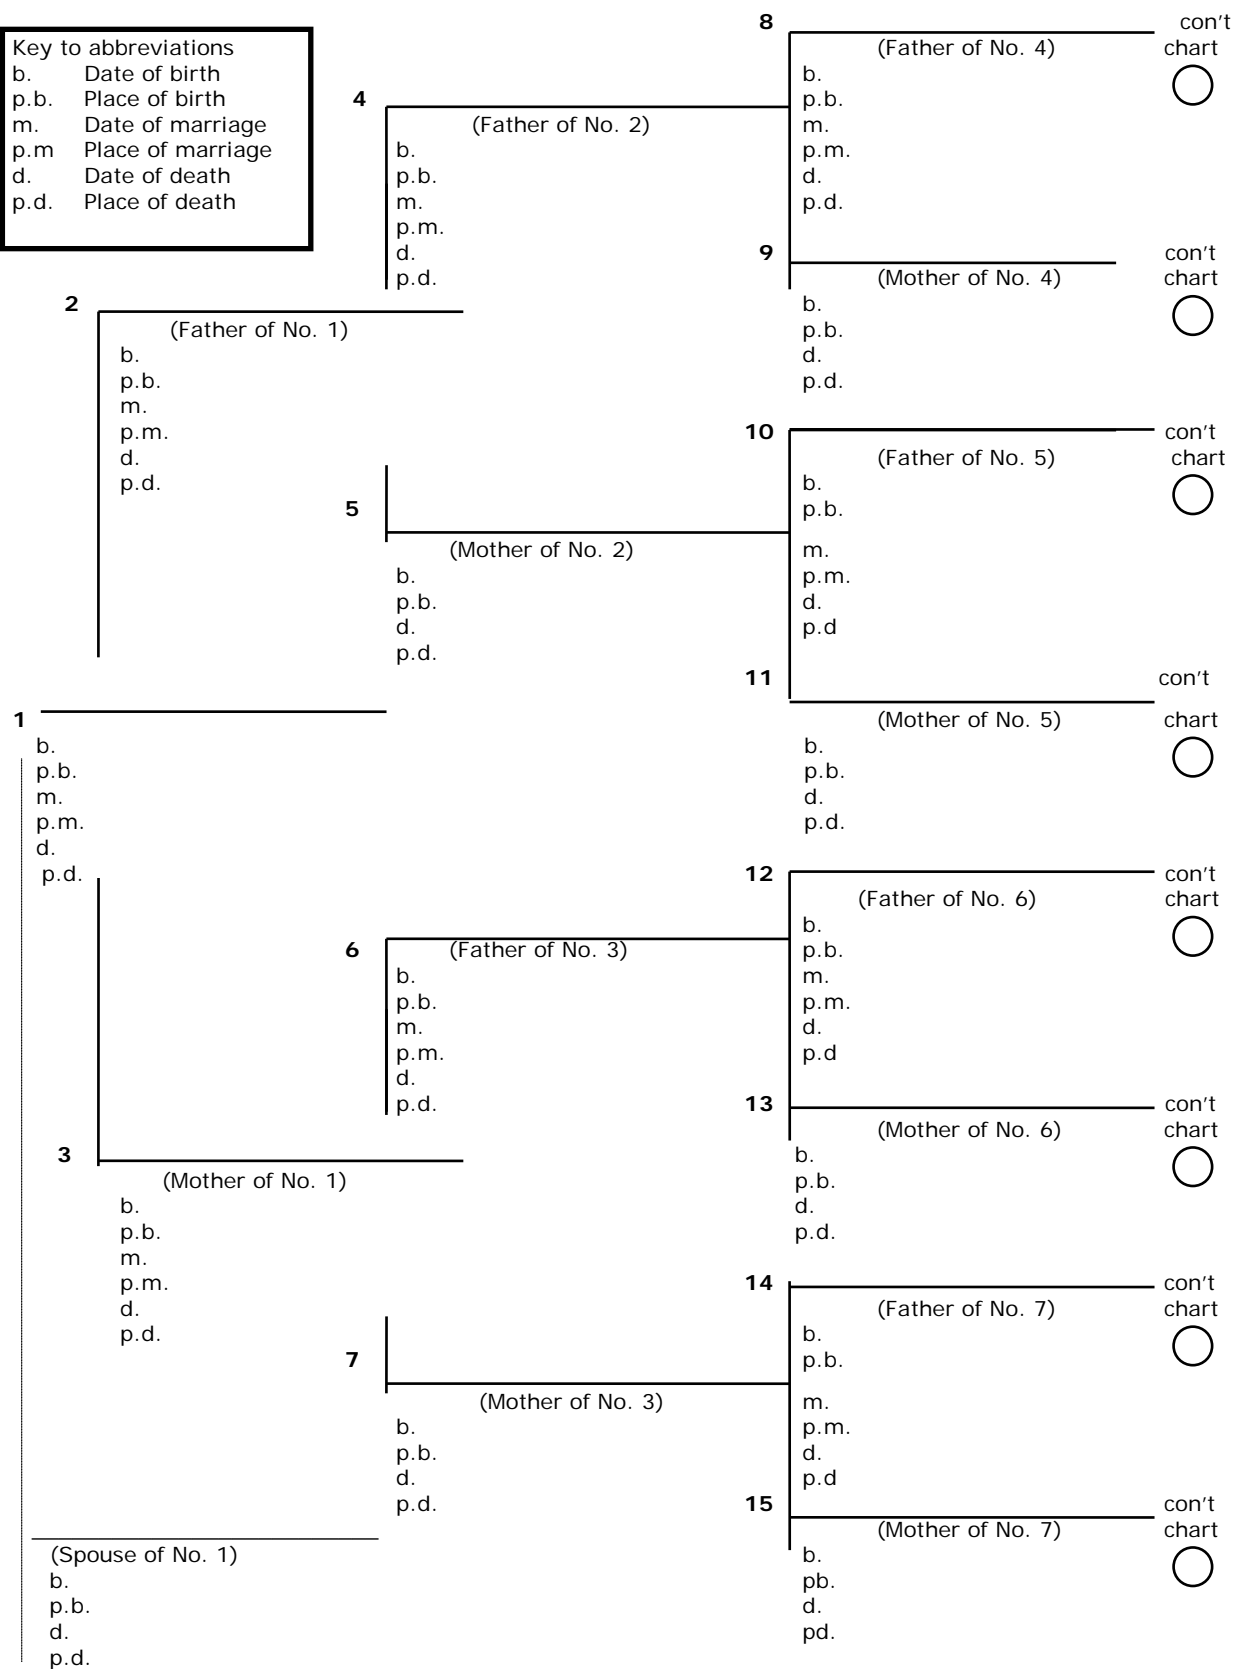 Key to abbreviations
b. Date of birth
p.b. Place of birth
m. Date of marriage
p.m Place of marriage
d. Date of death
p.d. Place of death
8
(Father of No. 4)
b.
p.b.
m.
p.m.
d.
p.d.
con't
chart
4
(Father of No. 2)
b.
p.b.
m.
p.m.
d.
p.d.
9
(Mother of No. 4)
b.
p.b.
d.
p.d.
con't
chart
2
(Father of No. 1)
b.
p.b.
m.
p.m.
d.
p.d.
10
(Father of No. 5)
b.
p.b.
m.
p.m.
d.
p.d
con't
chart
5
(Mother of No. 2)
b.
p.b.
d.
p.d.
11
(Mother of No. 5)
b.
p.b.
d.
p.d.
con't
chart
1
b.
p.b.
m.
p.m.
d.
p.d.
12
(Father of No. 6)
b.
p.b.
m.
p.m.
d.
p.d
con't
chart
6
(Father of No. 3)
b.
p.b.
m.
p.m.
d.
p.d.
13
(Mother of No. 6)
b.
p.b.
d.
p.d.
con't
chart
3
(Mother of No. 1)
b.
p.b.
m.
p.m.
d.
p.d.
14
(Father of No. 7)
b.
p.b.
m.
p.m.
d.
p.d
con't
chart
7
(Mother of No. 3)
b.
p.b.
d.
p.d.
15
(Mother of No. 7)
b.
pb.
d.
pd.
con't
chart
(Spouse of No. 1)
b.
p.b.
d.
p.d.